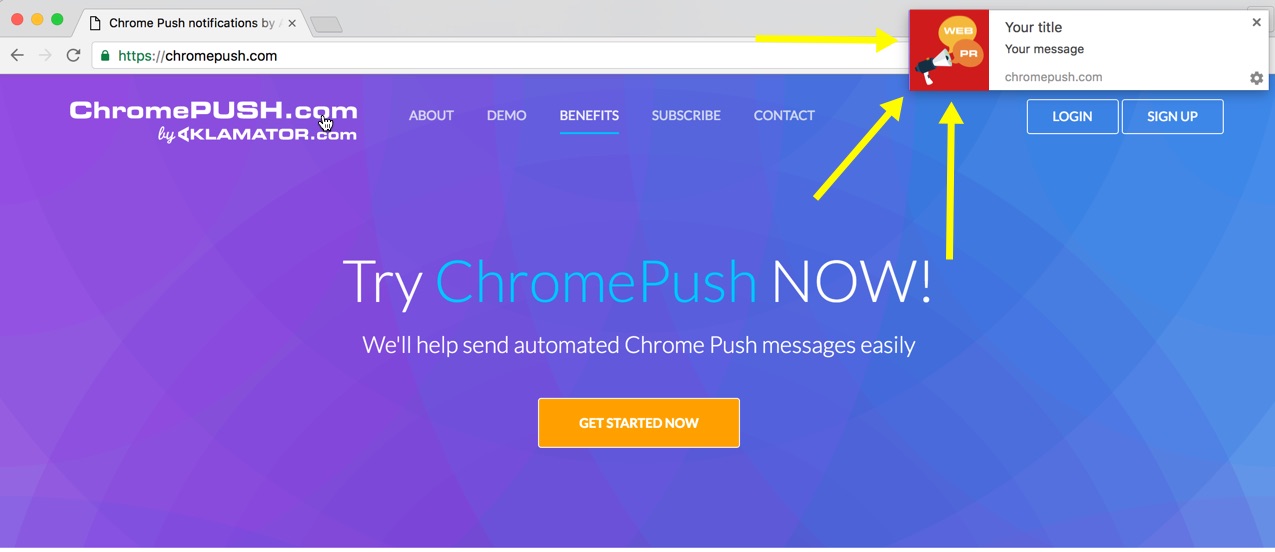 Chrome Push notifications by
https://chromepush.com
WEB
PR
Your title
Your message
chromepush.com
ChromePUSH.com
by AKLAMATOR.com
ABOUT
DEMO
BENEFITS
SUBSCRIBE
CONTACT
LOGIN
SIGN UP
Try ChromePush NOW!
We'll help send automated Chrome Push messages easily
GET STARTED NOW